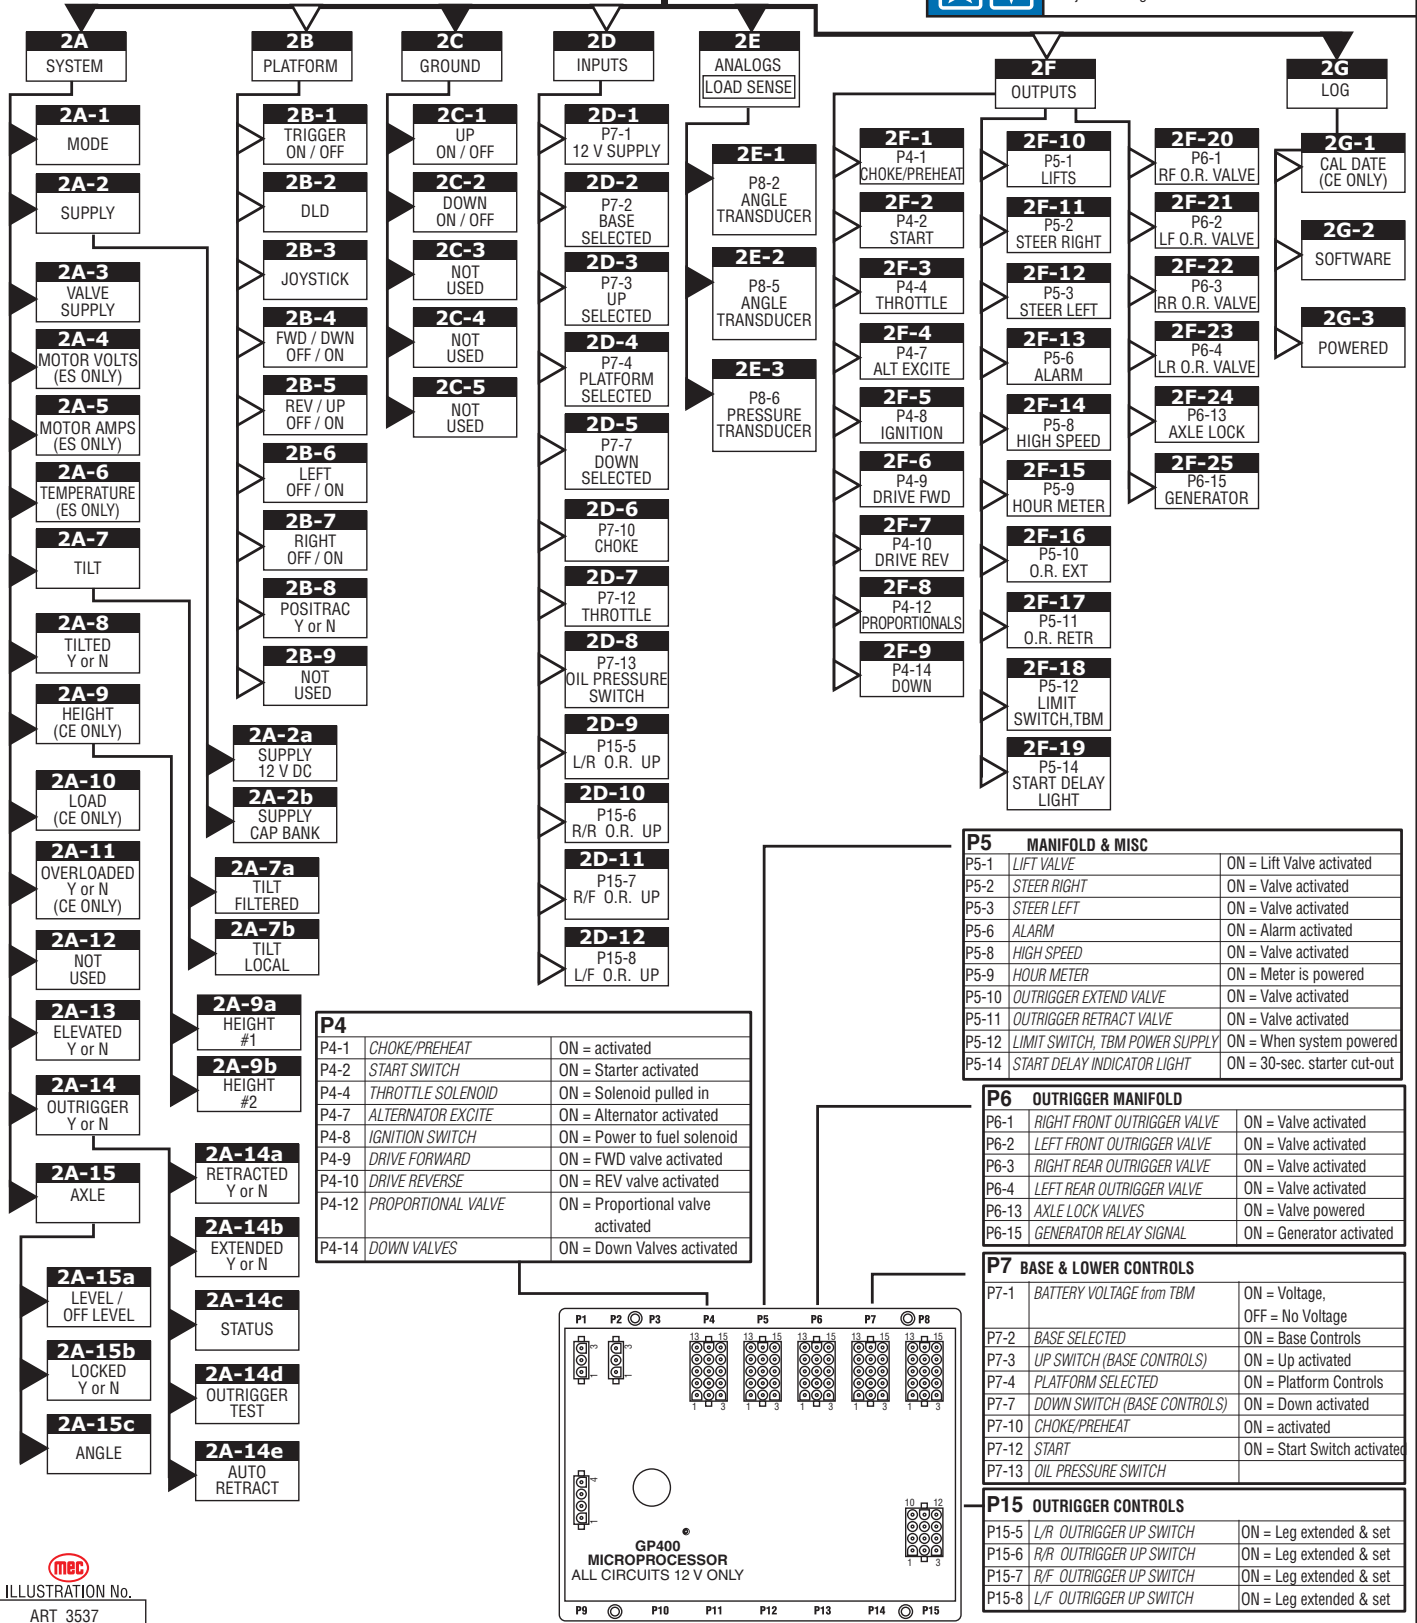 2A
SYSTEM
2A-1
MODE
2A-2
SUPPLY
2A-3
VALVE
SUPPLY
2A-4
MOTOR VOLTS
(ES ONLY)
2A-5
MOTOR AMPS
(ES ONLY)
2A-6
TEMPERATURE
(ES ONLY)
2A-7
TILT
2A-8
TILTED
Y or N
2A-9
HEIGHT
(CE ONLY)
2A-10
LOAD
(CE ONLY)
2A-11
OVERLOADED
Y or N
(CE ONLY)
2A-12
NOT
USED
2A-13
ELEVATED
Y or N
2A-14
OUTRIGGER
Y or N
2A-15
AXLE
2A-15a
LEVEL /
OFF LEVEL
2A-15b
LOCKED
Y or N
2A-15c
ANGLE
2A-2a
SUPPLY
12 V DC
2A-2b
SUPPLY
CAP BANK
2A-7a
TILT
FILTERED
2A-7b
TILT
LOCAL
2A-9a
HEIGHT
#1
2A-9b
HEIGHT
#2
2A-14a
RETRACTED
Y or N
2A-14b
EXTENDED
Y or N
2A-14c
STATUS
2A-14d
OUTRIGGER
TEST
2A-14e
AUTO
RETRACT
2B
PLATFORM
2B-1
TRIGGER
ON / OFF
2B-2
DLD
2B-3
JOYSTICK
2B-4
FWD / DWN
OFF / ON
2B-5
REV / UP
OFF / ON
2B-6
LEFT
OFF / ON
2B-7
RIGHT
OFF / ON
2B-8
POSITRAC
Y or N
2B-9
NOT
USED
2C
GROUND
2C-1
UP
ON / OFF
2C-2
DOWN
ON / OFF
2C-3
NOT
USED
2C-4
NOT
USED
2C-5
NOT
USED
2D
INPUTS
2D-1
P7-1
12 V SUPPLY
2D-2
P7-2
BASE
SELECTED
2D-3
P7-3
UP
SELECTED
2D-4
P7-4
PLATFORM
SELECTED
2D-5
P7-7
DOWN
SELECTED
2D-6
P7-10
CHOKE
2D-7
P7-12
THROTTLE
2D-8
P7-13
OIL PRESSURE
SWITCH
2D-9
P15-5
L/R O.R. UP
2D-10
P15-6
R/R O.R. UP
2D-11
P15-7
R/F O.R. UP
2D-12
P15-8
L/F O.R. UP
2E
ANALOGS
LOAD SENSE
2E-1
P8-2
ANGLE
TRANSDUCER
2E-2
P8-5
ANGLE
TRANSDUCER
2E-3
P8-6
PRESSURE
TRANSDUCER
2F
OUTPUTS
2F-1
P4-1
CHOKE/PREHEAT
2F-2
P4-2
START
2F-3
P4-4
THROTTLE
2F-4
P4-7
ALT EXCITE
2F-5
P4-8
IGNITION
2F-6
P4-9
DRIVE FWD
2F-7
P4-10
DRIVE REV
2F-8
P4-12
PROPORTIONALS
2F-9
P4-14
DOWN
2F-10
P5-1
LIFTS
2F-11
P5-2
STEER RIGHT
2F-12
P5-3
STEER LEFT
2F-13
P5-6
ALARM
2F-14
P5-8
HIGH SPEED
2F-15
P5-9
HOUR METER
2F-16
P5-10
O.R. EXT
2F-17
P5-11
O.R. RETR
2F-18
P5-12
LIMIT
SWITCH,TBM
2F-19
P5-14
START DELAY
LIGHT
2F-20
P6-1
RF O.R. VALVE
2F-21
P6-2
LF O.R. VALVE
2F-22
P6-3
RR O.R. VALVE
2F-23
P6-4
LR O.R. VALVE
2F-24
P6-13
AXLE LOCK
2F-25
P6-15
GENERATOR
2G
LOG
2G-1
CAL DATE
(CE ONLY)
2G-2
SOFTWARE
2G-3
POWERED
P4
P4-1 CHOKE/PREHEAT ON = activated
P4-2 START SWITCH ON = Starter activated
P4-4 THROTTLE SOLENOID ON = Solenoid pulled in
P4-7 ALTERNATOR EXCITE ON = Alternator activated
P4-8 IGNITION SWITCH ON = Power to fuel solenoid
P4-9 DRIVE FORWARD ON = FWD valve activated
P4-10 DRIVE REVERSE ON = REV valve activated
P4-12 PROPORTIONAL VALVE ON = Proportional valve
activated
P4-14 DOWN VALVES ON = Down Valves activated
P5 MANIFOLD & MISC
P5-1 LIFT VALVE ON = Lift Valve activated
P5-2 STEER RIGHT ON = Valve activated
P5-3 STEER LEFT ON = Valve activated
P5-6 ALARM ON = Alarm activated
P5-8 HIGH SPEED ON = Valve activated
P5-9 HOUR METER ON = Meter is powered
P5-10 OUTRIGGER EXTEND VALVE ON = Valve activated
P5-11 OUTRIGGER RETRACT VALVE ON = Valve activated
P5-12 LIMIT SWITCH, TBM POWER SUPPLY ON = When system powered
P5-14 START DELAY INDICATOR LIGHT ON = 30-sec. starter cut-out
P6 OUTRIGGER MANIFOLD
P6-1 RIGHT FRONT OUTRIGGER VALVE ON = Valve activated
P6-2 LEFT FRONT OUTRIGGER VALVE ON = Valve activated
P6-3 RIGHT REAR OUTRIGGER VALVE ON = Valve activated
P6-4 LEFT REAR OUTRIGGER VALVE ON = Valve activated
P6-13 AXLE LOCK VALVES ON = Valve powered
P6-15 GENERATOR RELAY SIGNAL ON = Generator activated
P7 BASE & LOWER CONTROLS
P7-1 BATTERY VOLTAGE from TBM ON = Voltage,
OFF = No Voltage
P7-2 BASE SELECTED ON = Base Controls
P7-3 UP SWITCH (BASE CONTROLS) ON = Up activated
P7-4 PLATFORM SELECTED ON = Platform Controls
P7-7 DOWN SWITCH (BASE CONTROLS) ON = Down activated
P7-10 CHOKE/PREHEAT ON = activated
P7-12 START ON = Start Switch activated
P7-13 OIL PRESSURE SWITCH
P15 OUTRIGGER CONTROLS
P15-5 L/R OUTRIGGER UP SWITCH ON = Leg extended & set
P15-6 R/R OUTRIGGER UP SWITCH ON = Leg extended & set
P15-7 R/F OUTRIGGER UP SWITCH ON = Leg extended & set
P15-8 L/F OUTRIGGER UP SWITCH ON = Leg extended & set
P1 P2 P3 P4 P5 P6 P7 P8
13 15 13 15 13 15 13 15 13 15
3 3
1 1
1 3 1 3 1 3 1 3 1 3
4
1
10 12
1 3
GP400
MICROPROCESSOR
ALL CIRCUITS 12 V ONLY
P9 P10 P11 P12 P13 P14 P15
mec
ILLUSTRATION No.
ART 3537